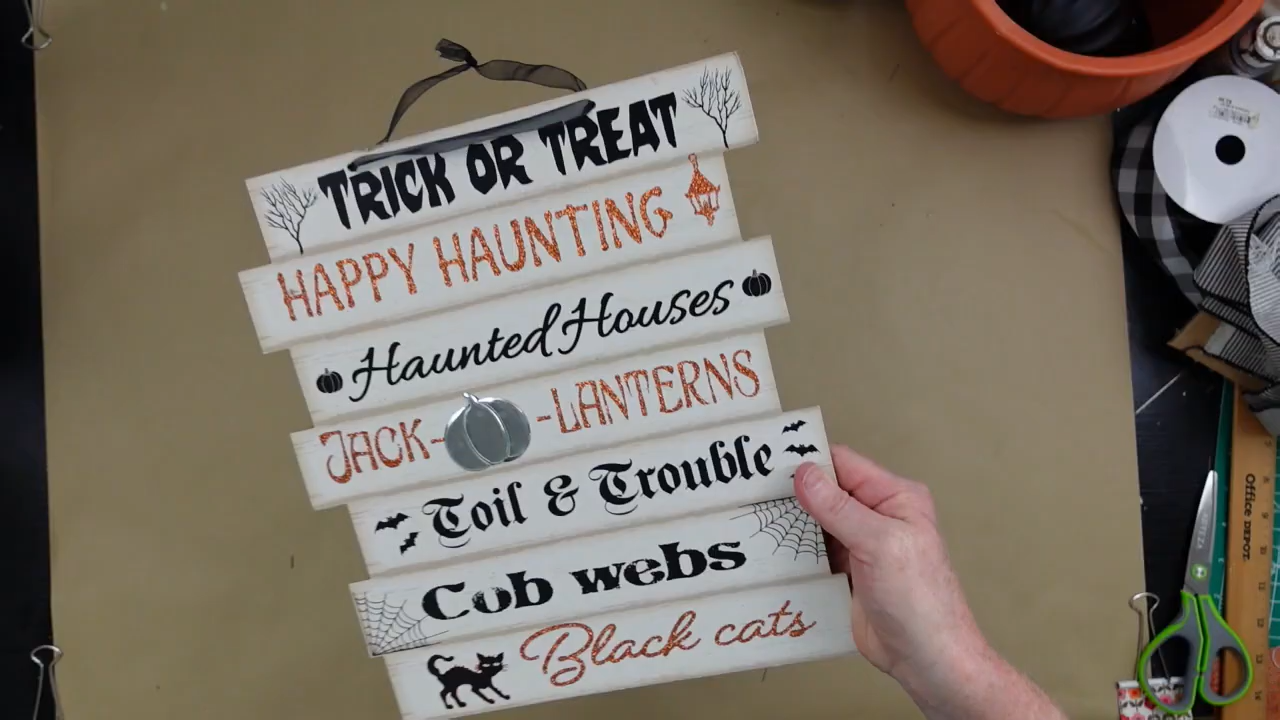 TRICK OR TREAT
HAPPY HAUNTING
Haunted Houses
JACK- -LANTERNS
Toil & Trouble
Cob webs
Black cats
Office DEPOT